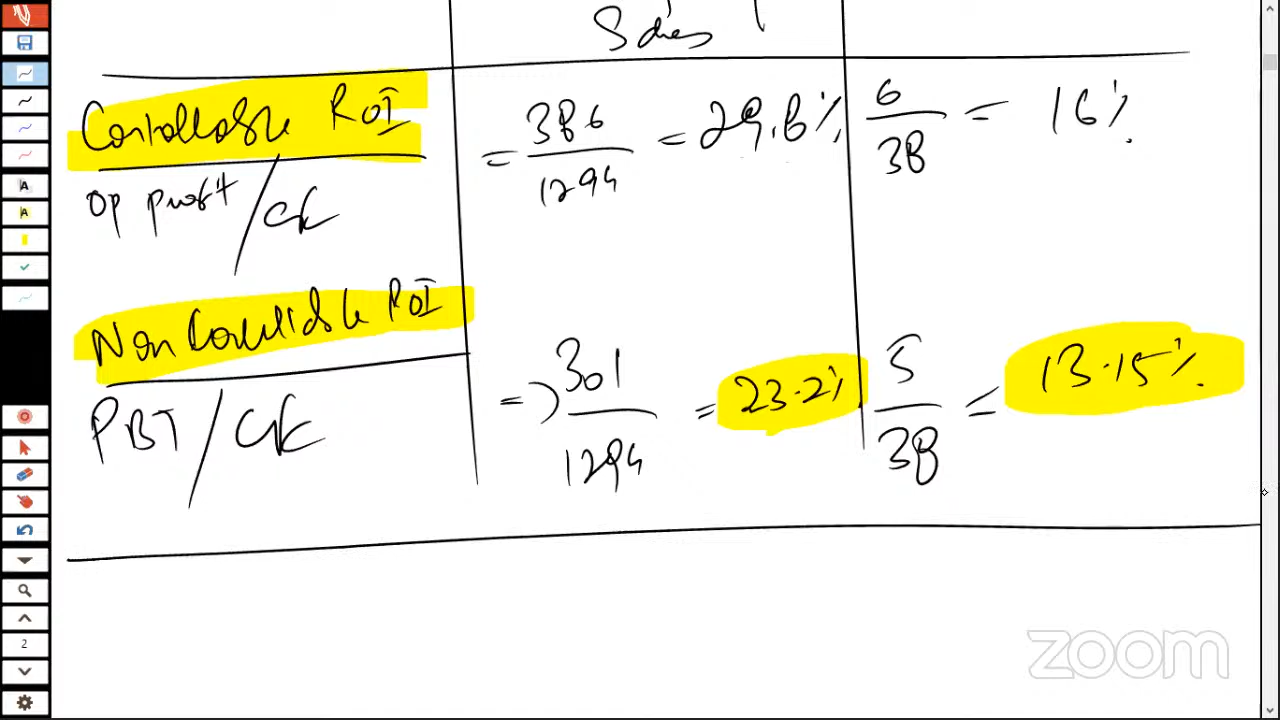 Sales
Controllable ROI
= 386 / 1294 = 29.8%
6 / 38 = 16%
Op profit / CE
Non Controllable ROI
=> 301 / 1294 = 23.2%
5 / 38 = 13.15%
PBT / CE
A
A
2
zoom